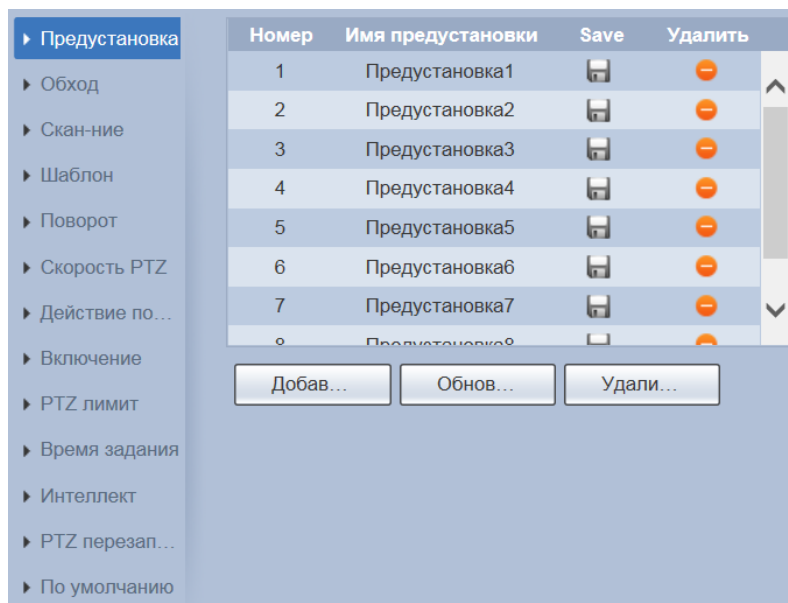 Предустановка
Обход
Скан-ние
Шаблон
Поворот
Скорость PTZ
Действие по...
Включение
PTZ лимит
Время задания
Интеллект
PTZ перезап...
По умолчанию
Номер Имя предустановки Save Удалить
1 Предустановка1
2 Предустановка2
3 Предустановка3
4 Предустановка4
5 Предустановка5
6 Предустановка6
7 Предустановка7
8 Предустановка8
Добав... Обнов... Удали...